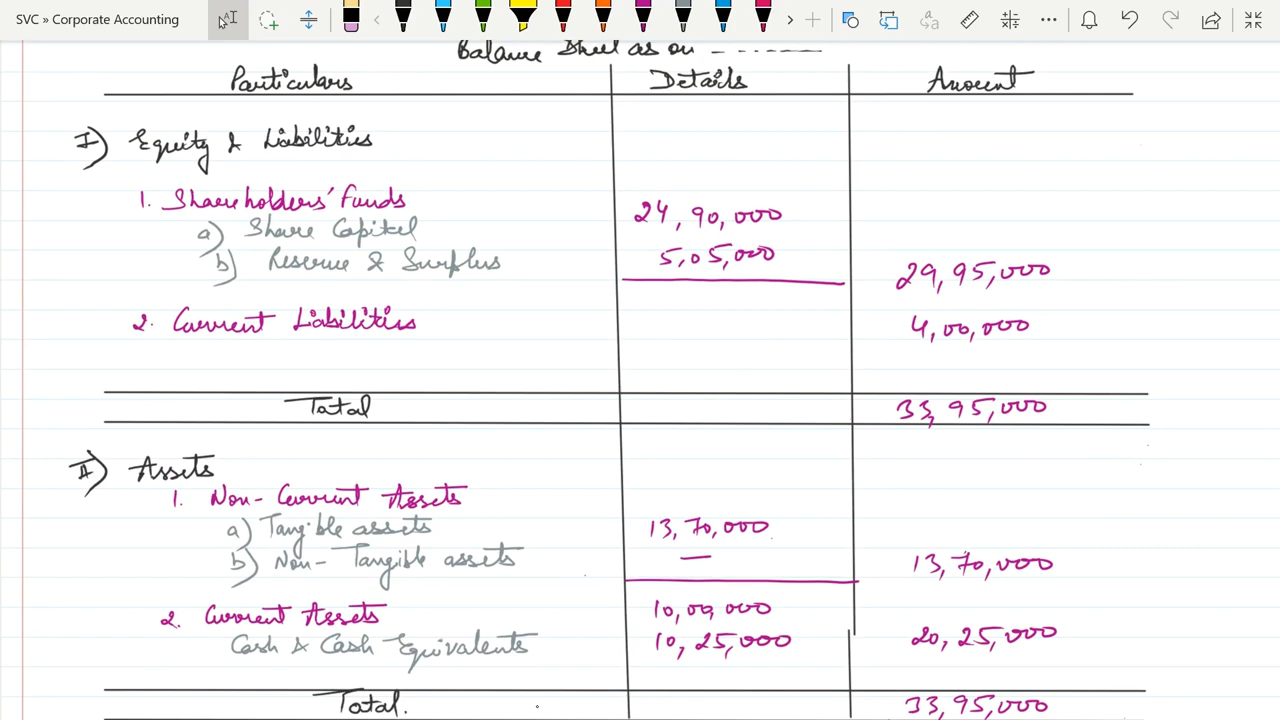 SVC » Corporate Accounting
Balance Sheet as on --------
Particulars Details Amount
I) Equity & Liabilities
1. Shareholders' Funds
a) Share Capital 24,90,000
b) Reserve & Surplus 5,05,000 29,95,000
2. Current Liabilities 4,00,000
Total 33,95,000
II) Assets
1. Non-Current Assets
a) Tangible assets 13,70,000
b) Non-Tangible assets — 13,70,000
2. Current Assets 10,00,000
Cash & Cash Equivalents 10,25,000 20,25,000
Total. 33,95,000